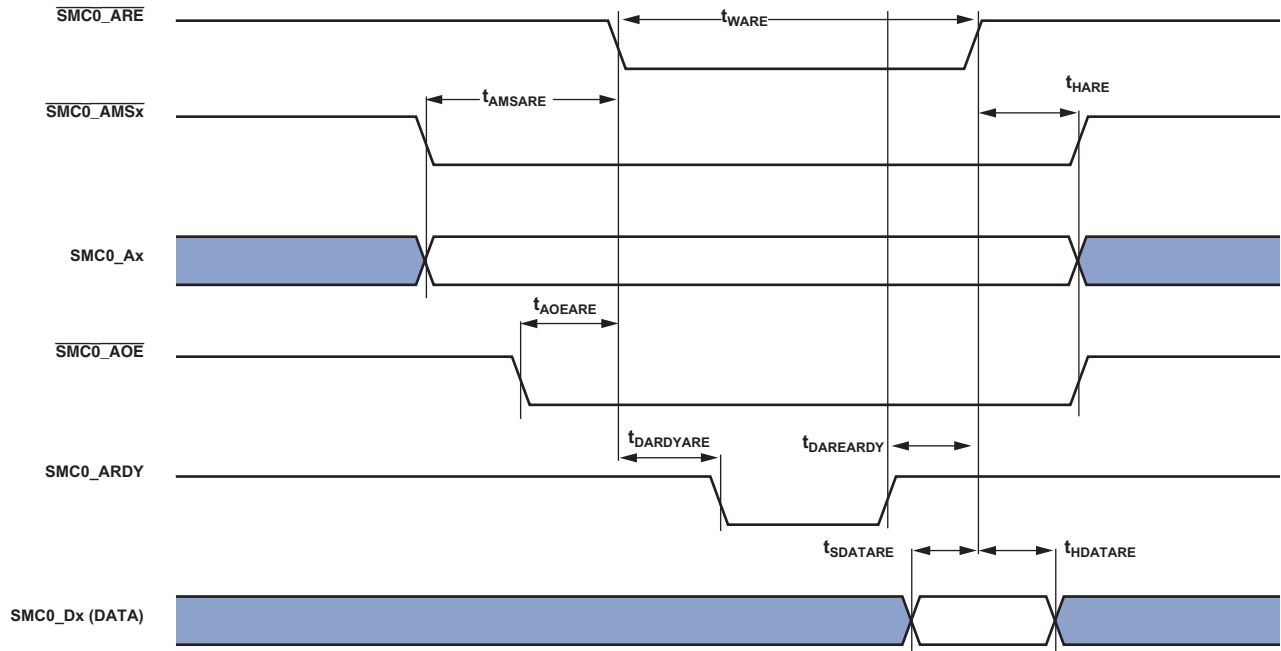 SMC0_ARE
tWARE
SMC0_AMSx
tAMSARE
tHARE
SMC0_Ax
tAOEARE
SMC0_AOE
tDARDYARE
tDAREARDY
SMC0_ARDY
tSDATARE
tHDATARE
SMC0_Dx (DATA)